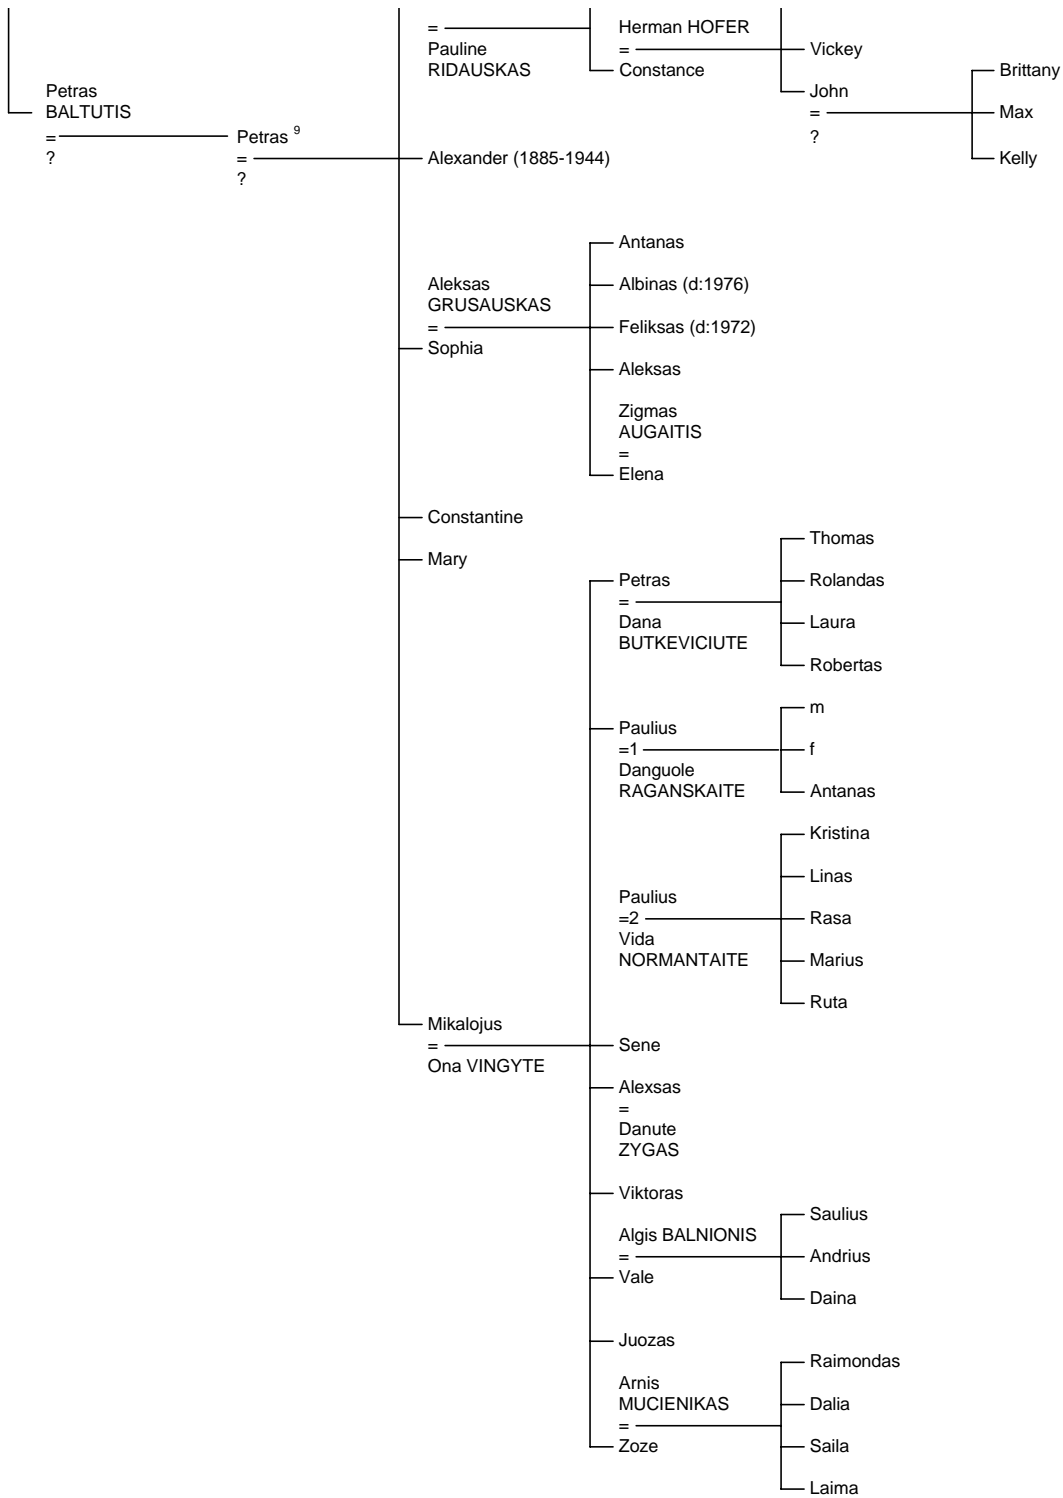 Petras
BALTUTIS
=
?
Petras 9
=
?
=
Pauline
RIDAUSKAS
Herman HOFER
=
Constance
Vickey
John
=
?
Brittany
Max
Kelly
Alexander (1885-1944)
Aleksas
GRUSAUSKAS
=
Sophia
Antanas
Albinas (d:1976)
Feliksas (d:1972)
Aleksas
Zigmas
AUGAITIS
=
Elena
Constantine
Mary
Mikalojus
=
Ona VINGYTE
Petras
=
Dana
BUTKEVICIUTE
Thomas
Rolandas
Laura
Robertas
Paulius
=1
Danguole
RAGANSKAITE
m
f
Antanas
Paulius
=2
Vida
NORMANTAITE
Kristina
Linas
Rasa
Marius
Ruta
Sene
Alexsas
=
Danute
ZYGAS
Viktoras
Algis BALNIONIS
=
Vale
Saulius
Andrius
Daina
Juozas
Arnis
MUCIENIKAS
=
Zoze
Raimondas
Dalia
Saila
Laima